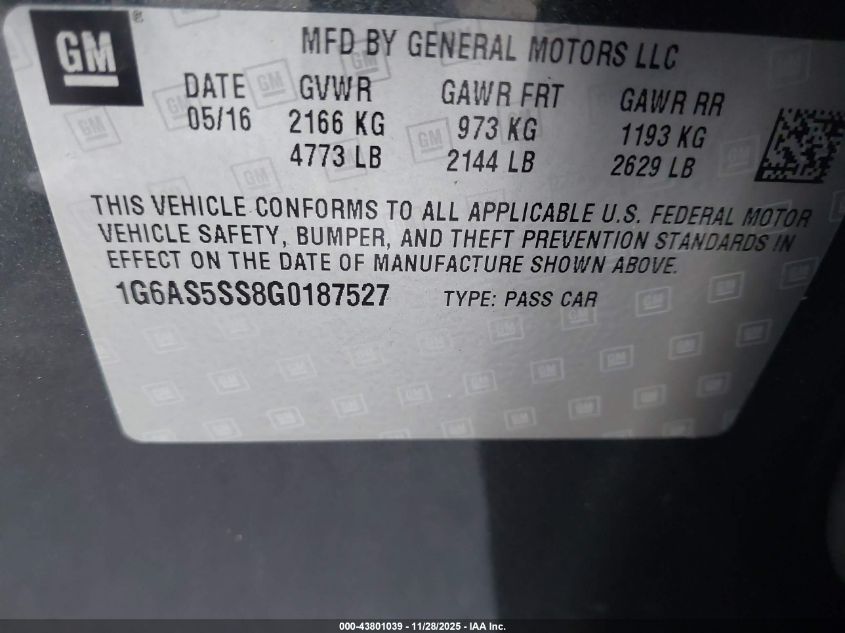 GM ®
MFD BY GENERAL MOTORS LLC
DATE GVWR GAWR FRT GAWR RR
05/16 2166 KG 973 KG 1193 KG
4773 LB 2144 LB 2629 LB
THIS VEHICLE CONFORMS TO ALL APPLICABLE U.S. FEDERAL MOTOR
VEHICLE SAFETY, BUMPER, AND THEFT PREVENTION STANDARDS IN
EFFECT ON THE DATE OF MANUFACTURE SHOWN ABOVE.
1G6AS5SS8G0187527 TYPE: PASS CAR
000-43801039 - 11/28/2025 - IAA Inc.